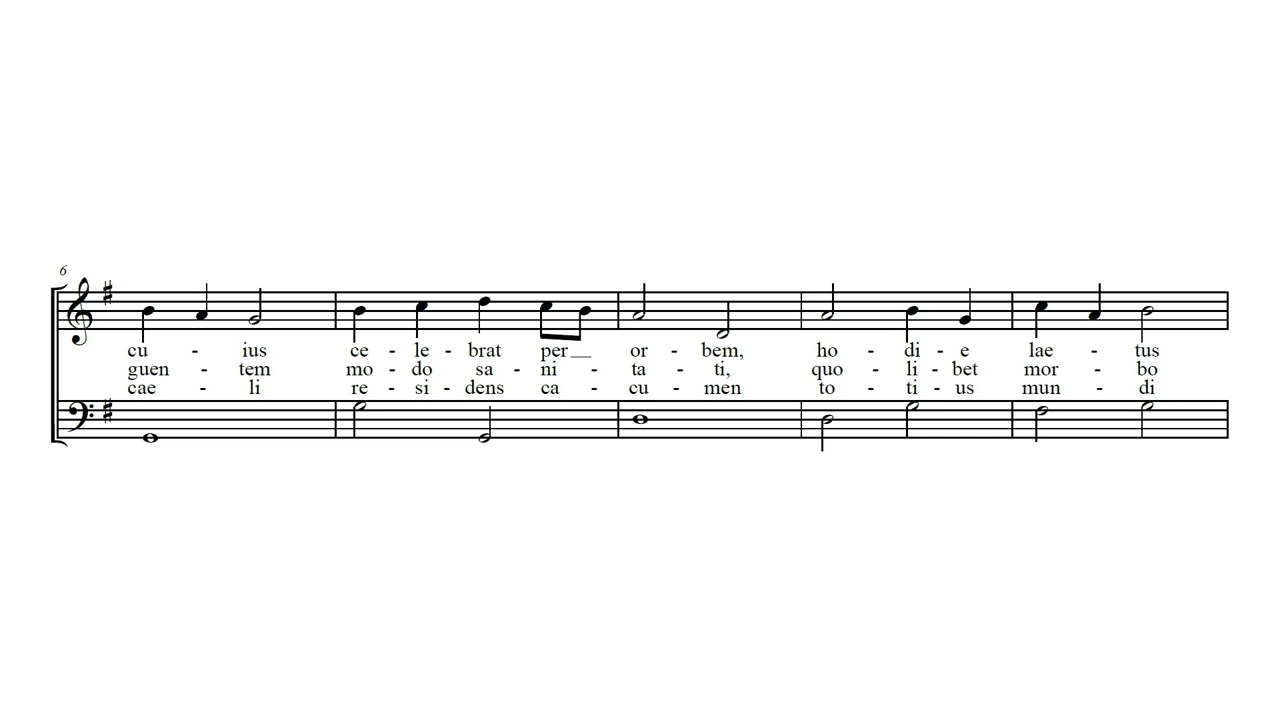 6
cu - ius ce - le - brat per__ or - bem, ho - di - e lae - tus
guen - tem mo - do sa - ni - ta - ti, quo - li - bet mor - bo
cae - li re - si - dens ca - cu - men to - ti - us mun - di